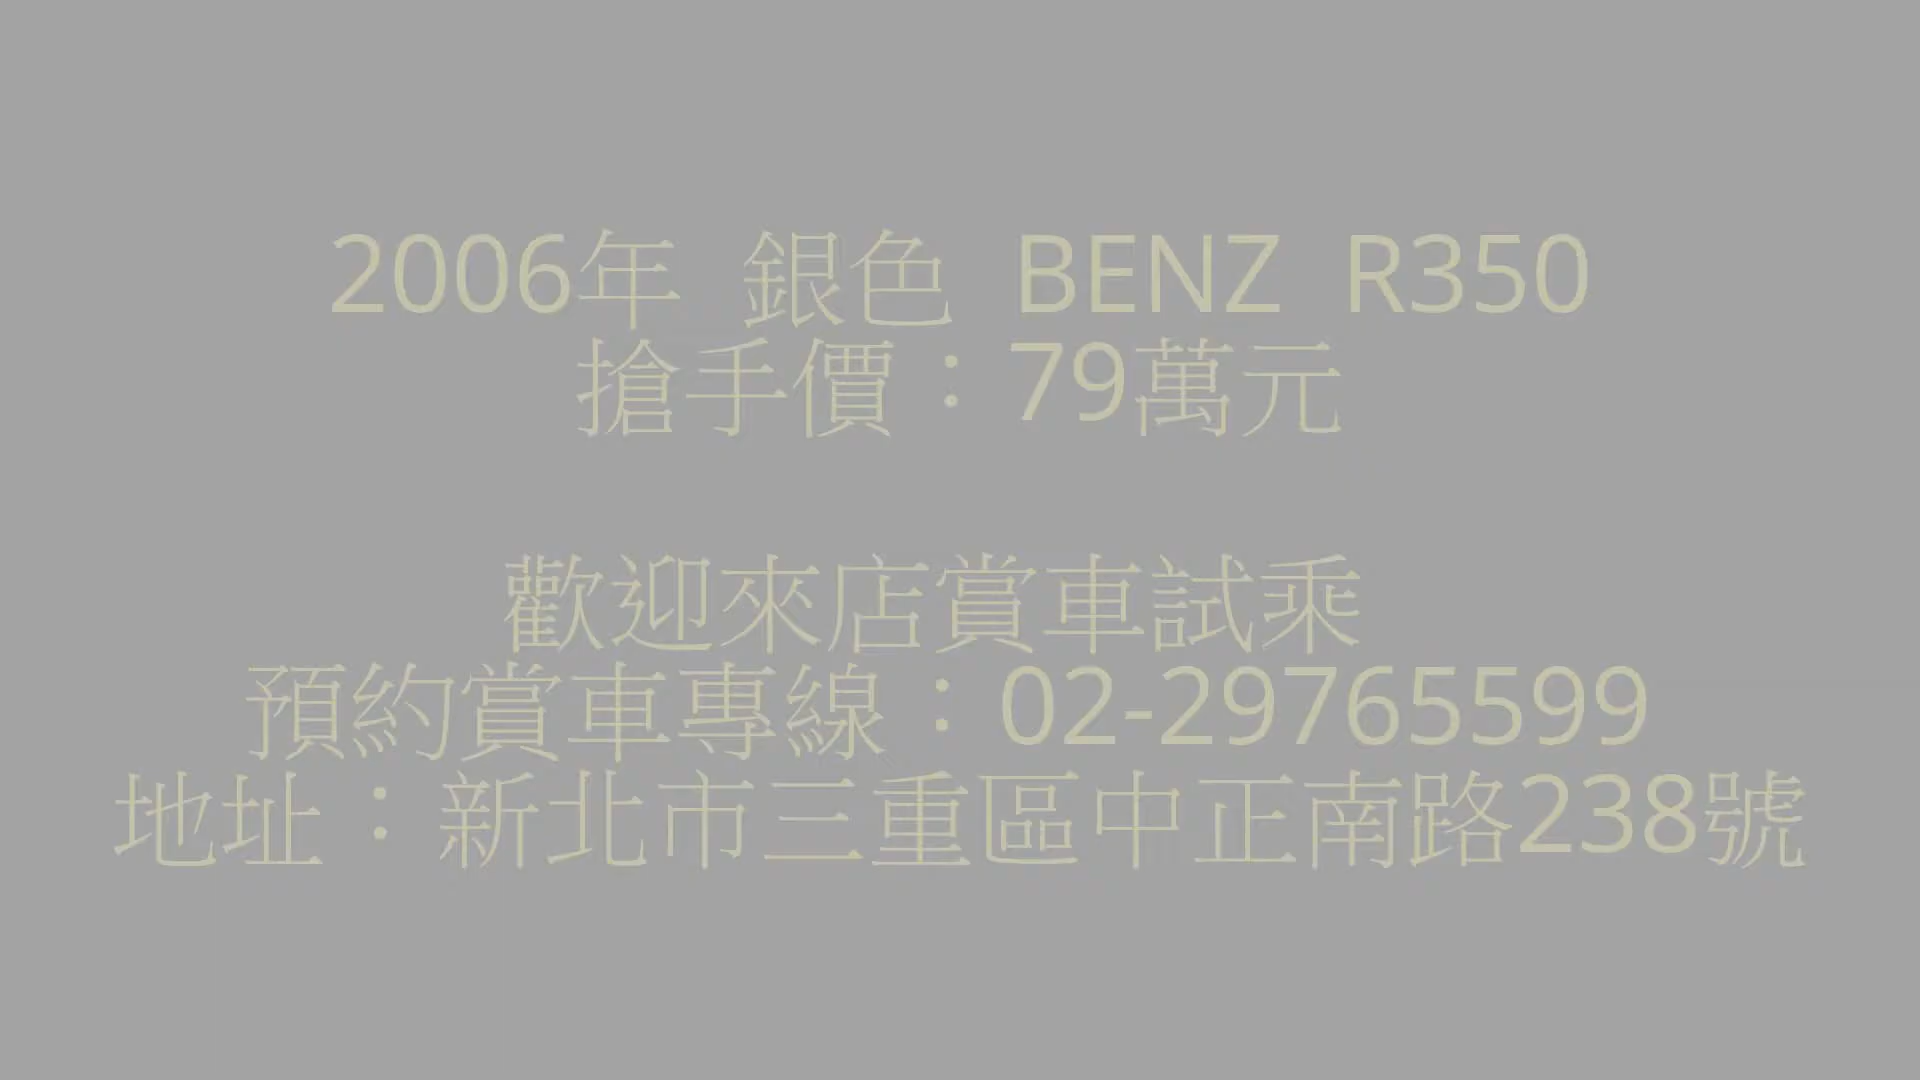 2006年 銀色 BENZ R350
搶手價：79萬元
歡迎來店賞車試乘
預約賞車專線：02-29765599
地址：新北市三重區中正南路238號